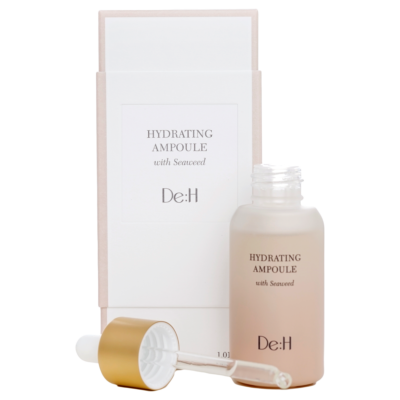 HYDRATING
AMPOULE
with Seaweed
De:H
HYDRATING
AMPOULE
with Seaweed
De:H